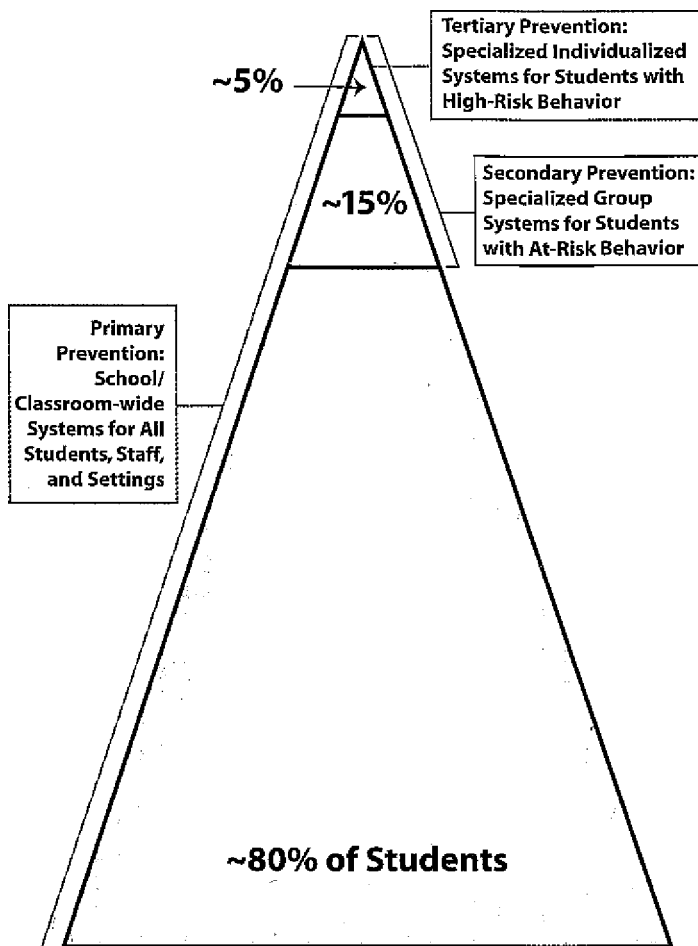 Tertiary Prevention:
Specialized Individualized
Systems for Students with
High-Risk Behavior
~5%
Secondary Prevention:
Specialized Group
Systems for Students
with At-Risk Behavior
~15%
Primary
Prevention:
School/
Classroom-wide
Systems for All
Students, Staff,
and Settings
~80% of Students